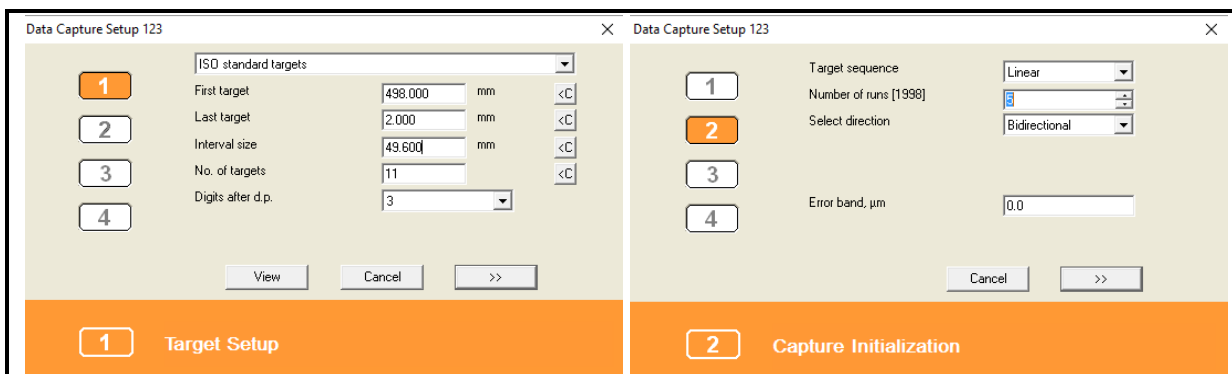 Data Capture Setup 123
1
ISO standard targets
First target 498.000 mm <C
2
Last target 2.000 mm <C
Interval size 49.600 mm <C
3
No. of targets 11 <C
Digits after d.p. 3
4
View Cancel >>
1 Target Setup
Data Capture Setup 123
1
Target sequence Linear
Number of runs [1998] 5
2
Select direction Bidirectional
3
4
Error band, µm 0.0
Cancel >>
2 Capture Initialization